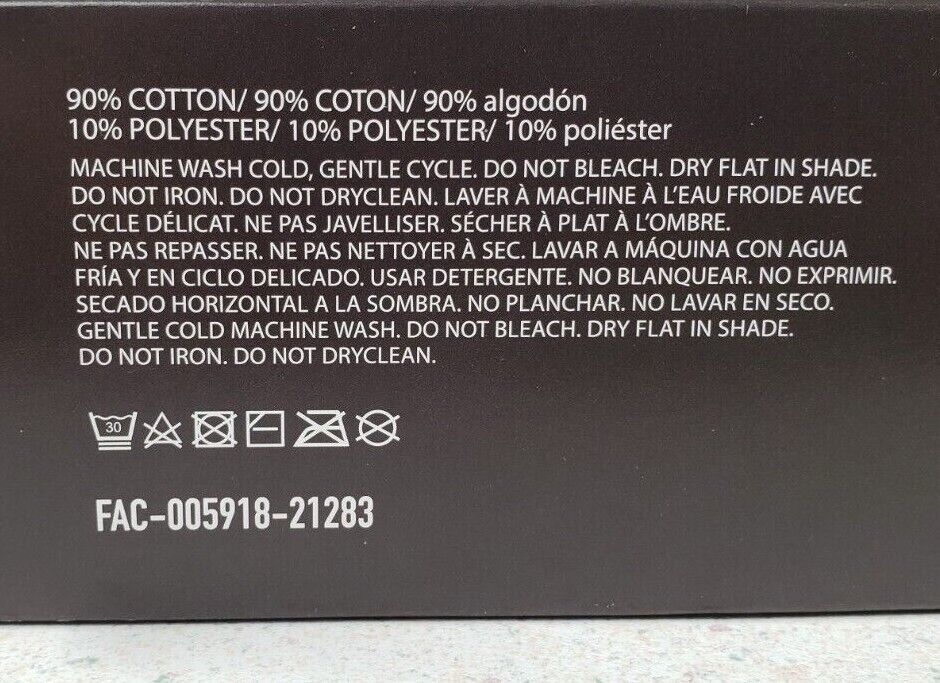 90% COTTON/ 90% COTON/ 90% algodón
10% POLYESTER/ 10% POLYESTER/ 10% poliéster
MACHINE WASH COLD, GENTLE CYCLE. DO NOT BLEACH. DRY FLAT IN SHADE.
DO NOT IRON. DO NOT DRYCLEAN. LAVER À MACHINE À L'EAU FROIDE AVEC
CYCLE DÉLICAT. NE PAS JAVELLISER. SÉCHER À PLAT À L'OMBRE.
NE PAS REPASSER. NE PAS NETTOYER À SEC. LAVAR A MÁQUINA CON AGUA
FRÍA Y EN CICLO DELICADO. USAR DETERGENTE. NO BLANQUEAR. NO EXPRIMIR.
SECADO HORIZONTAL A LA SOMBRA. NO PLANCHAR. NO LAVAR EN SECO.
GENTLE COLD MACHINE WASH. DO NOT BLEACH. DRY FLAT IN SHADE.
DO NOT IRON. DO NOT DRYCLEAN.
30
FAC-005918-21283